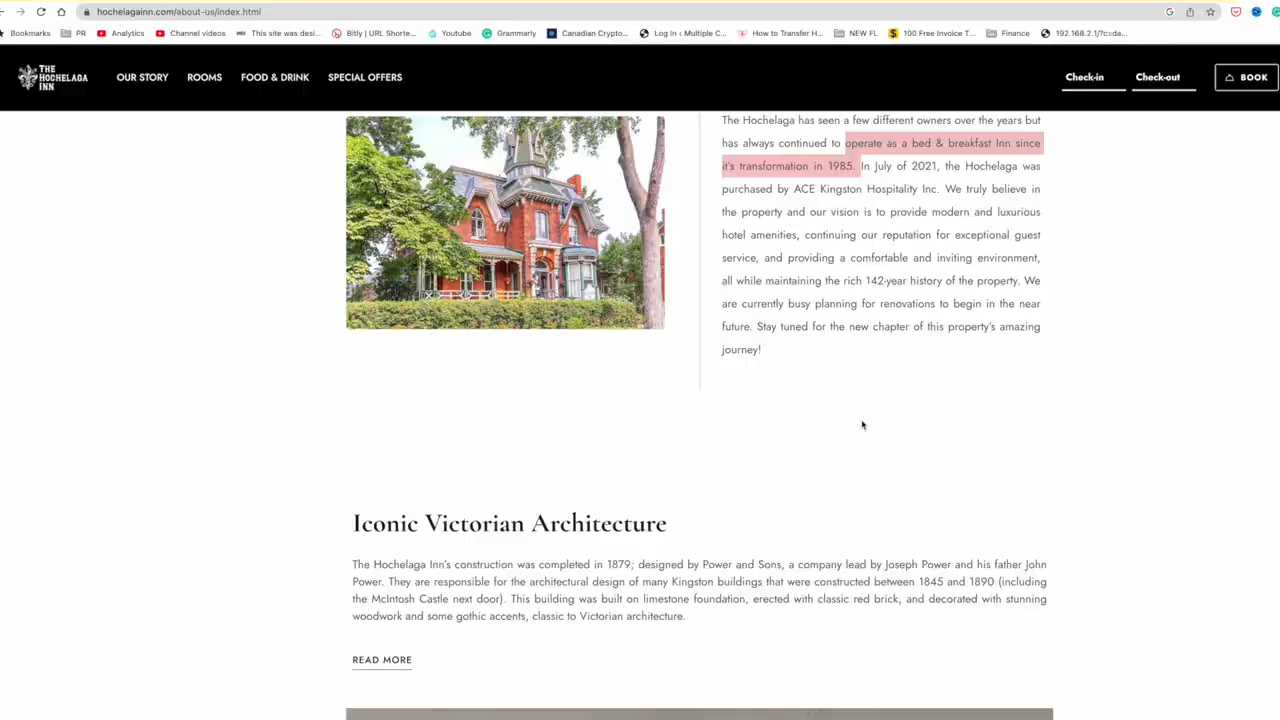 hochelagainn.com/about-us/index.html
Bookmarks PR Analytics Channel videos This site was desi... Bitly | URL Shorte... Youtube Grammarly Canadian Crypto... Log In ‹ Multiple C... How to Transfer H... NEW FL 100 Free Invoice T... Finance 192.168.2.1/?c=da...
THE
HOCHELAGA
INN
OUR STORY ROOMS FOOD & DRINK SPECIAL OFFERS Check-in Check-out BOOK
The Hochelaga has seen a few different owners over the years but
has always continued to operate as a bed & breakfast Inn since
it's transformation in 1985. In July of 2021, the Hochelaga was
purchased by ACE Kingston Hospitality Inc. We truly believe in
the property and our vision is to provide modern and luxurious
hotel amenities, continuing our reputation for exceptional guest
service, and providing a comfortable and inviting environment,
all while maintaining the rich 142-year history of the property. We
are currently busy planning for renovations to begin in the near
future. Stay tuned for the new chapter of this property's amazing
journey!
Iconic Victorian Architecture
The Hochelaga Inn's construction was completed in 1879; designed by Power and Sons, a company lead by Joseph Power and his father John
Power. They are responsible for the architectural design of many Kingston buildings that were constructed between 1845 and 1890 (including
the McIntosh Castle next door). This building was built on limestone foundation, erected with classic red brick, and decorated with stunning
woodwork and some gothic accents, classic to Victorian architecture.
READ MORE